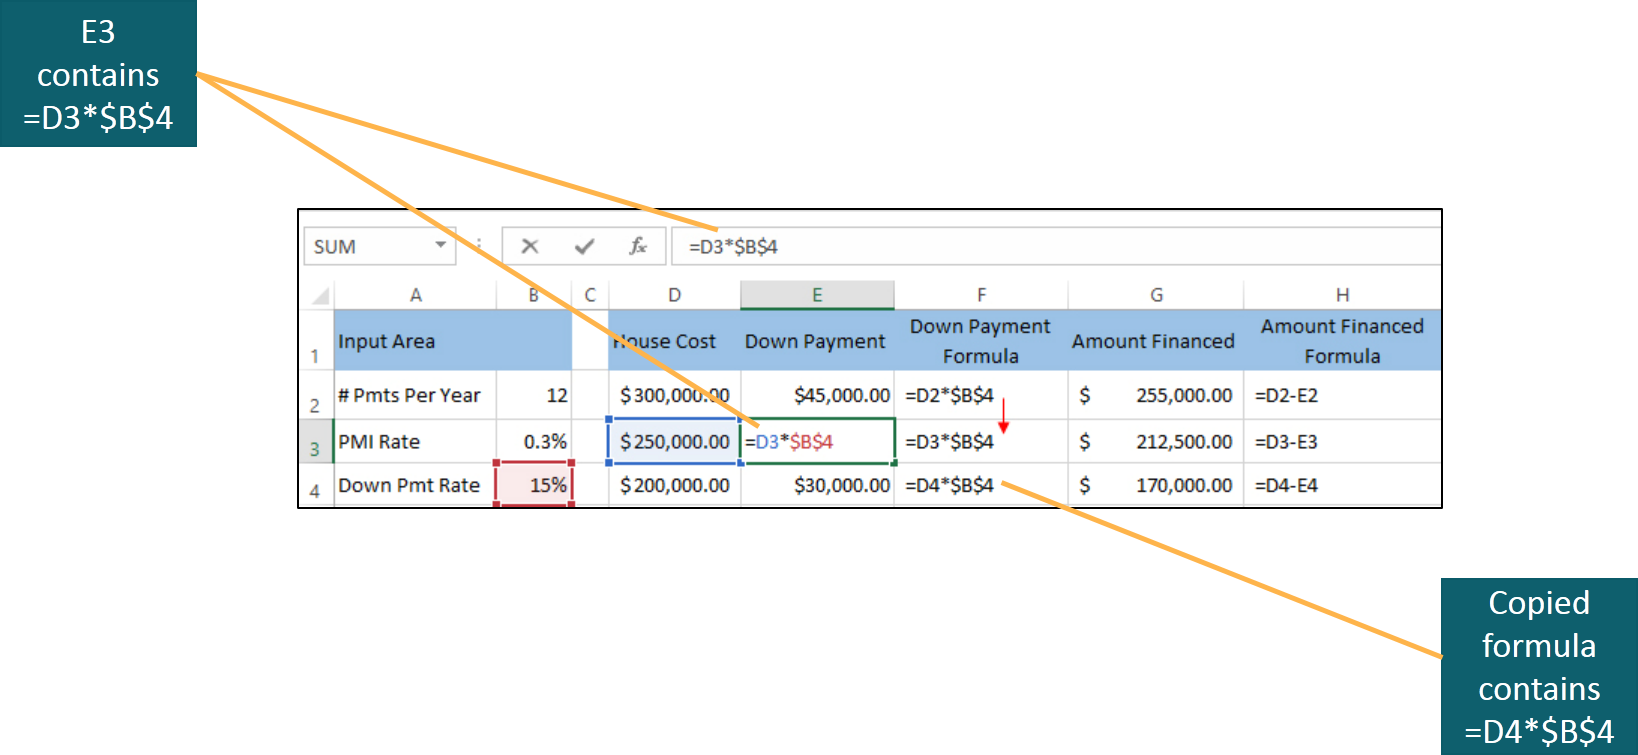 E3
contains
=D3*$B$4
SUM fx =D3*$B$4
A B C D E F G H
1 Input Area House Cost Down Payment Down Payment Formula Amount Financed Amount Financed Formula
2 # Pmts Per Year 12 $300,000.00 $45,000.00 =D2*$B$4 $ 255,000.00 =D2-E2
3 PMI Rate 0.3% $250,000.00 =D3*$B$4 =D3*$B$4 $ 212,500.00 =D3-E3
4 Down Pmt Rate 15% $200,000.00 $30,000.00 =D4*$B$4 $ 170,000.00 =D4-E4
Copied
formula
contains
=D4*$B$4